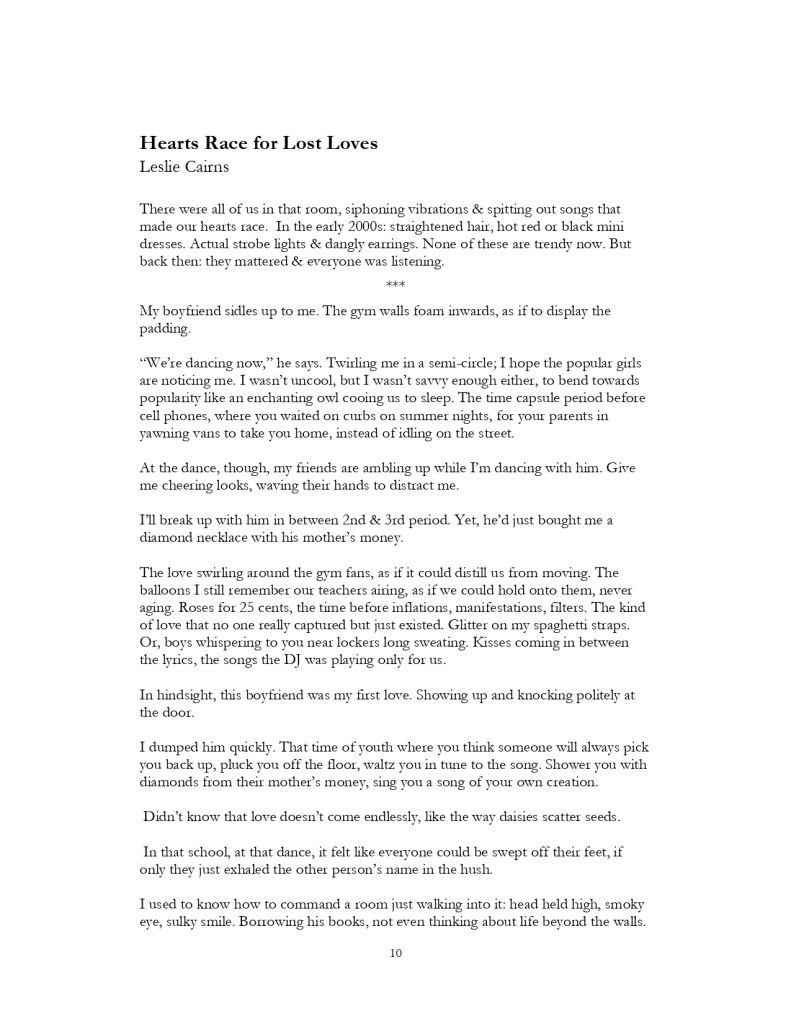 Hearts Race for Lost Loves
Leslie Cairns
There were all of us in that room, siphoning vibrations & spitting out songs that
made our hearts race.  In the early 2000s: straightened hair, hot red or black mini
dresses. Actual strobe lights & dangly earrings. None of these are trendy now. But
back then: they mattered & everyone was listening.
***
My boyfriend sidles up to me. The gym walls foam inwards, as if to display the
padding.
“We’re dancing now,” he says. Twirling me in a semi-circle; I hope the popular girls
are noticing me. I wasn’t uncool, but I wasn’t savvy enough either, to bend towards
popularity like an enchanting owl cooing us to sleep. The time capsule period before
cell phones, where you waited on curbs on summer nights, for your parents in
yawning vans to take you home, instead of idling on the street.
At the dance, though, my friends are ambling up while I’m dancing with him. Give
me cheering looks, waving their hands to distract me.
I’ll break up with him in between 2nd & 3rd period. Yet, he’d just bought me a
diamond necklace with his mother’s money.
The love swirling around the gym fans, as if it could distill us from moving. The
balloons I still remember our teachers airing, as if we could hold onto them, never
aging. Roses for 25 cents, the time before inflations, manifestations, filters. The kind
of love that no one really captured but just existed. Glitter on my spaghetti straps.
Or, boys whispering to you near lockers long sweating. Kisses coming in between
the lyrics, the songs the DJ was playing only for us.
In hindsight, this boyfriend was my first love. Showing up and knocking politely at
the door.
I dumped him quickly. That time of youth where you think someone will always pick
you back up, pluck you off the floor, waltz you in tune to the song. Shower you with
diamonds from their mother’s money, sing you a song of your own creation.
Didn’t know that love doesn’t come endlessly, like the way daisies scatter seeds.
In that school, at that dance, it felt like everyone could be swept off their feet, if
only they just exhaled the other person’s name in the hush.
I used to know how to command a room just walking into it: head held high, smoky
eye, sulky smile. Borrowing his books, not even thinking about life beyond the walls.
10